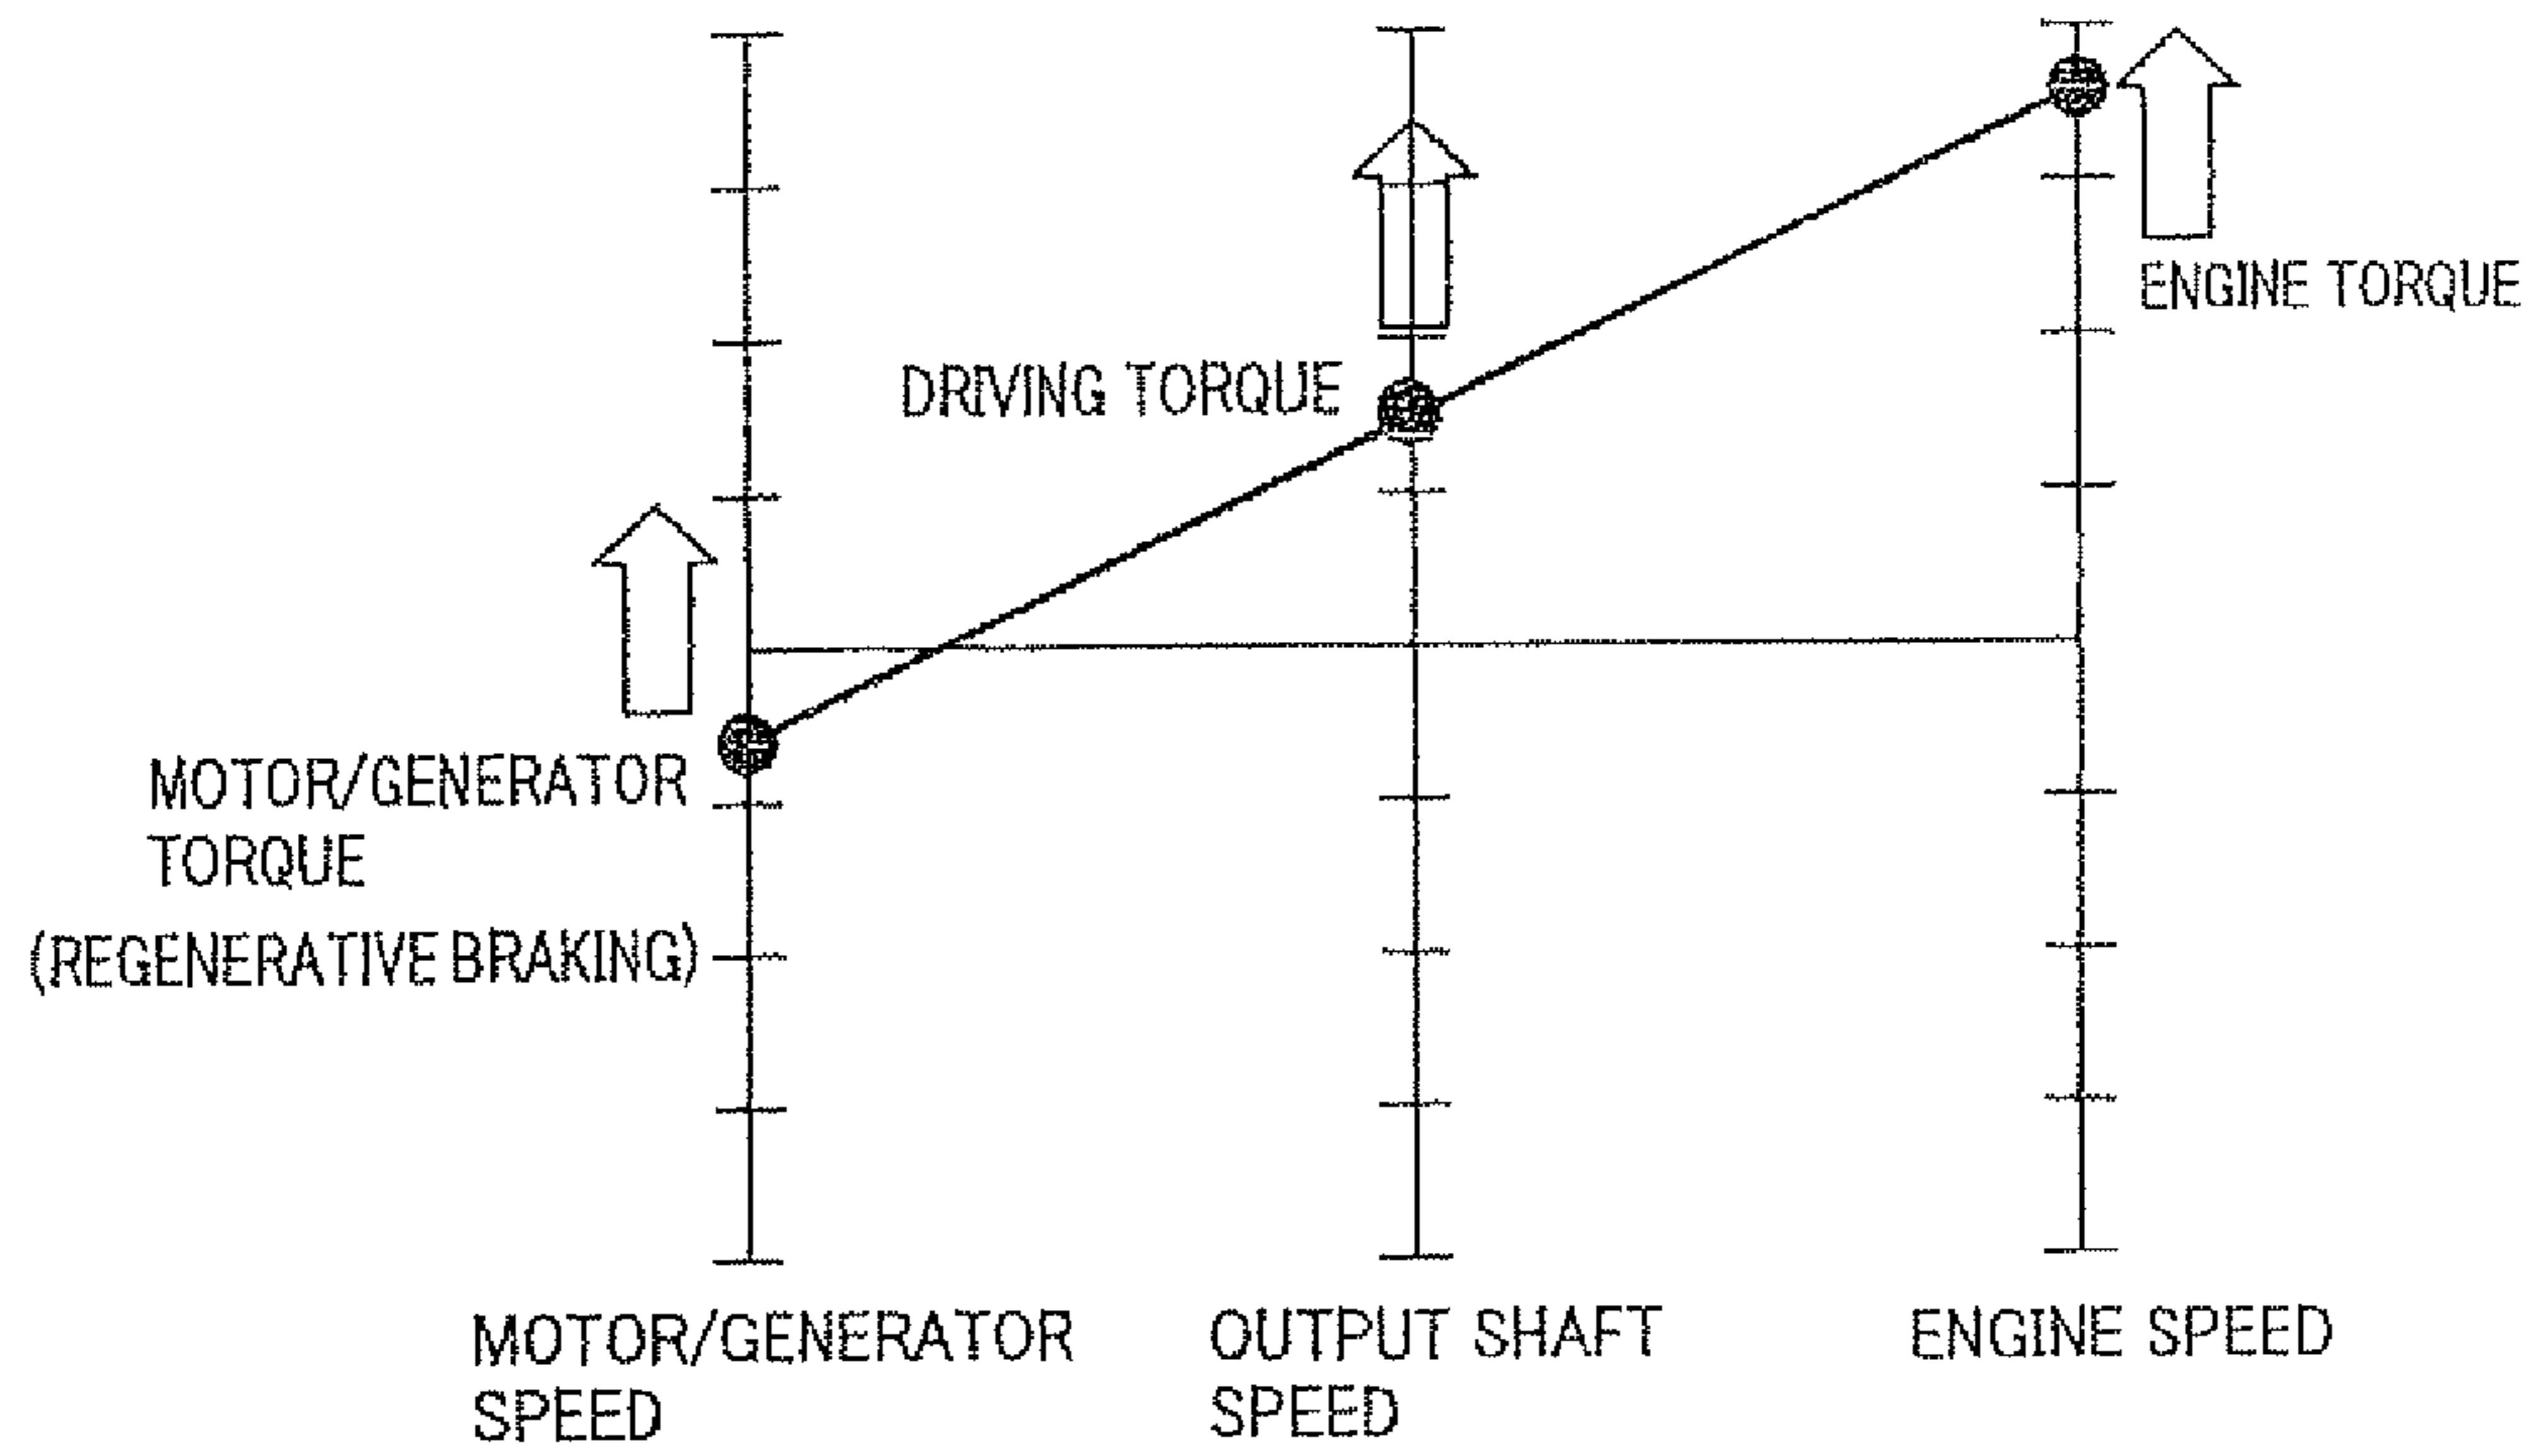 ENGINE TORQUE
DRIVING TORQUE
MOTOR/GENERATOR
TORQUE
(REGENERATIVE BRAKING)
MOTOR/GENERATOR
SPEED
OUTPUT SHAFT
SPEED
ENGINE SPEED